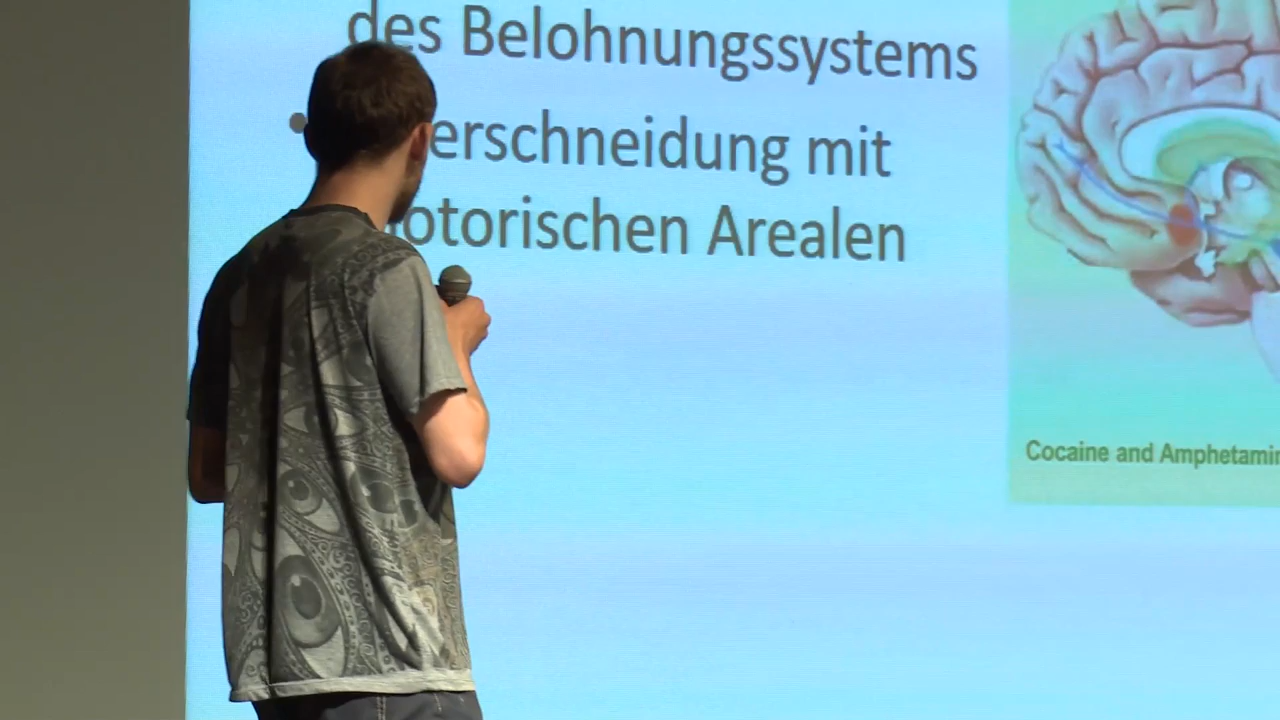 des Belohnungssystems
• erschneidung mit
otorischen Arealen
Cocaine and Amphetamin